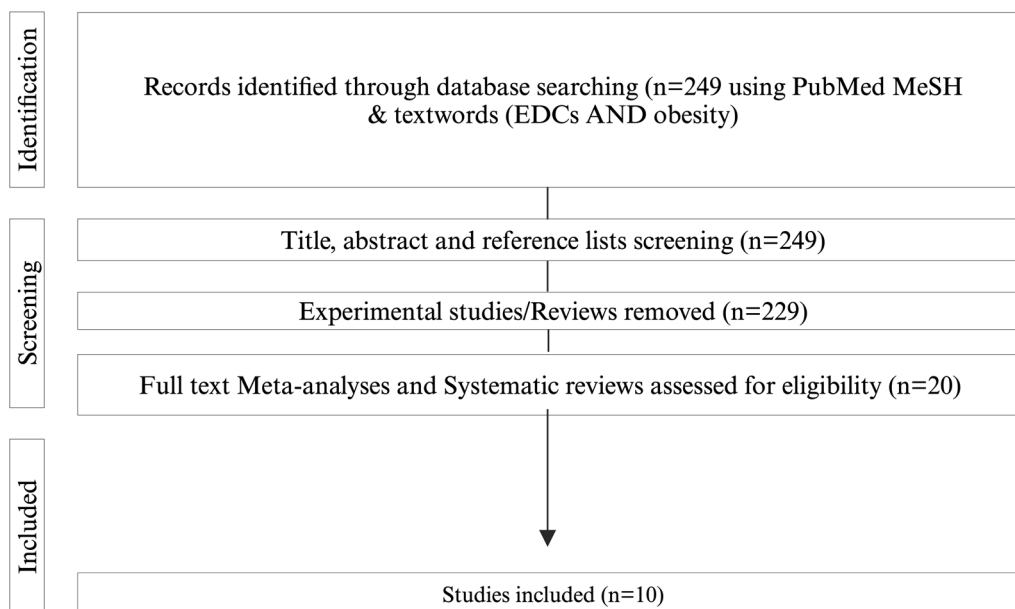 Identification
Records identified through database searching (n=249 using PubMed MeSH
& textwords (EDCs AND obesity)
Screening
Title, abstract and reference lists screening (n=249)
Experimental studies/Reviews removed (n=229)
Full text Meta-analyses and Systematic reviews assessed for eligibility (n=20)
Included
Studies included (n=10)